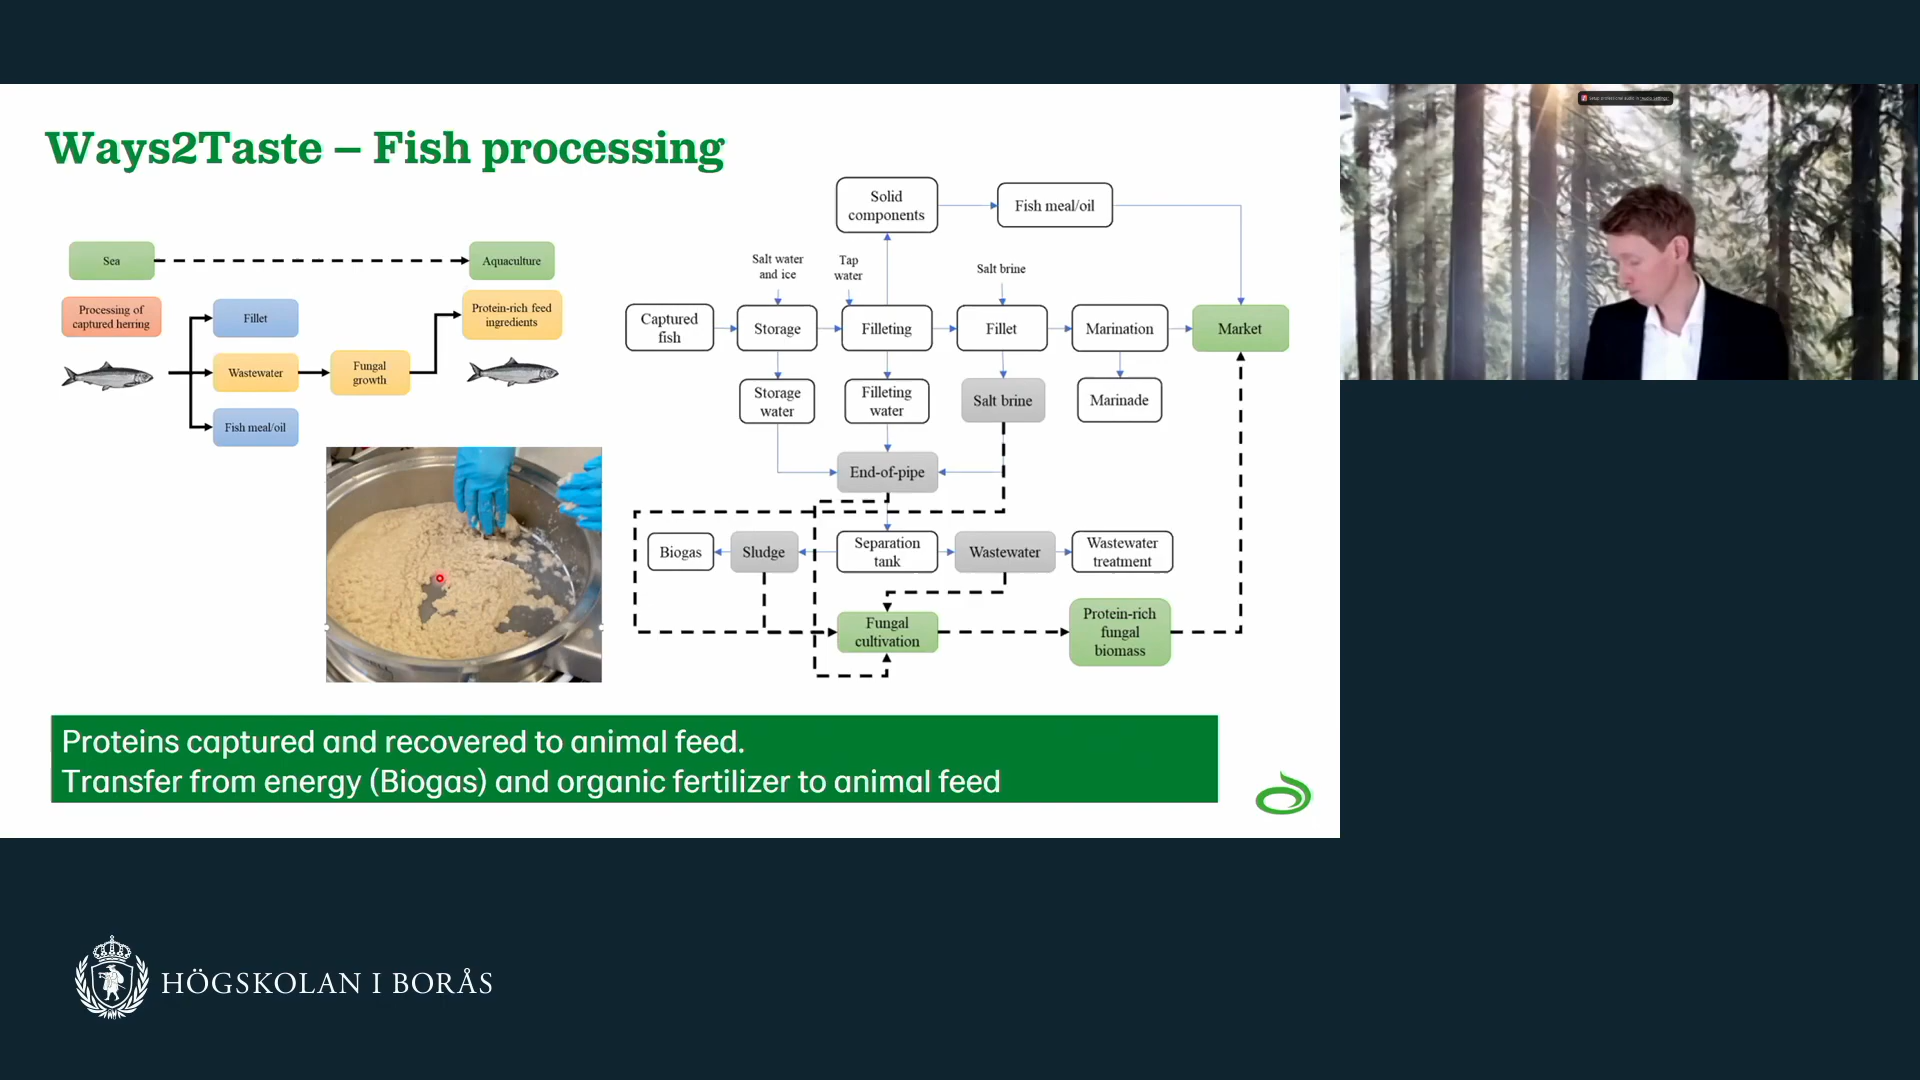 Ways2Taste – Fish processing
Sea
Aquaculture
Processing of
captured herring
Fillet
Protein-rich feed
ingredients
Wastewater
Fungal
growth
Fish meal/oil
Solid
components
Fish meal/oil
Salt water
and ice
Tap
water
Salt brine
Captured
fish
Storage
Filleting
Fillet
Marination
Market
Storage
water
Filleting
water
Salt brine
Marinade
End-of-pipe
Biogas
Sludge
Separation
tank
Wastewater
Wastewater
treatment
Fungal
cultivation
Protein-rich
fungal
biomass
Proteins captured and recovered to animal feed.
Transfer from energy (Biogas) and organic fertilizer to animal feed
HÖGSKOLAN I BORÅS